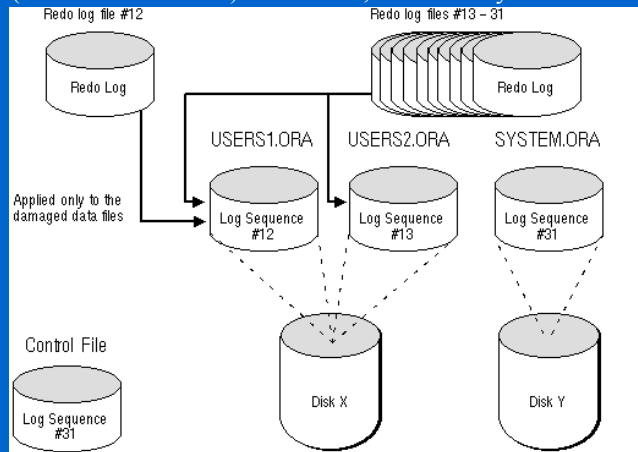 Redo log file #12
Redo log files #13 - 31
Redo Log
Redo Log
USERS1.ORA
USERS2.ORA
SYSTEM.ORA
Applied only to the
damaged data files
Log Sequence
#12
Log Sequence
#13
Log Sequence
#31
Control File
Log Sequence
#31
Disk X
Disk Y